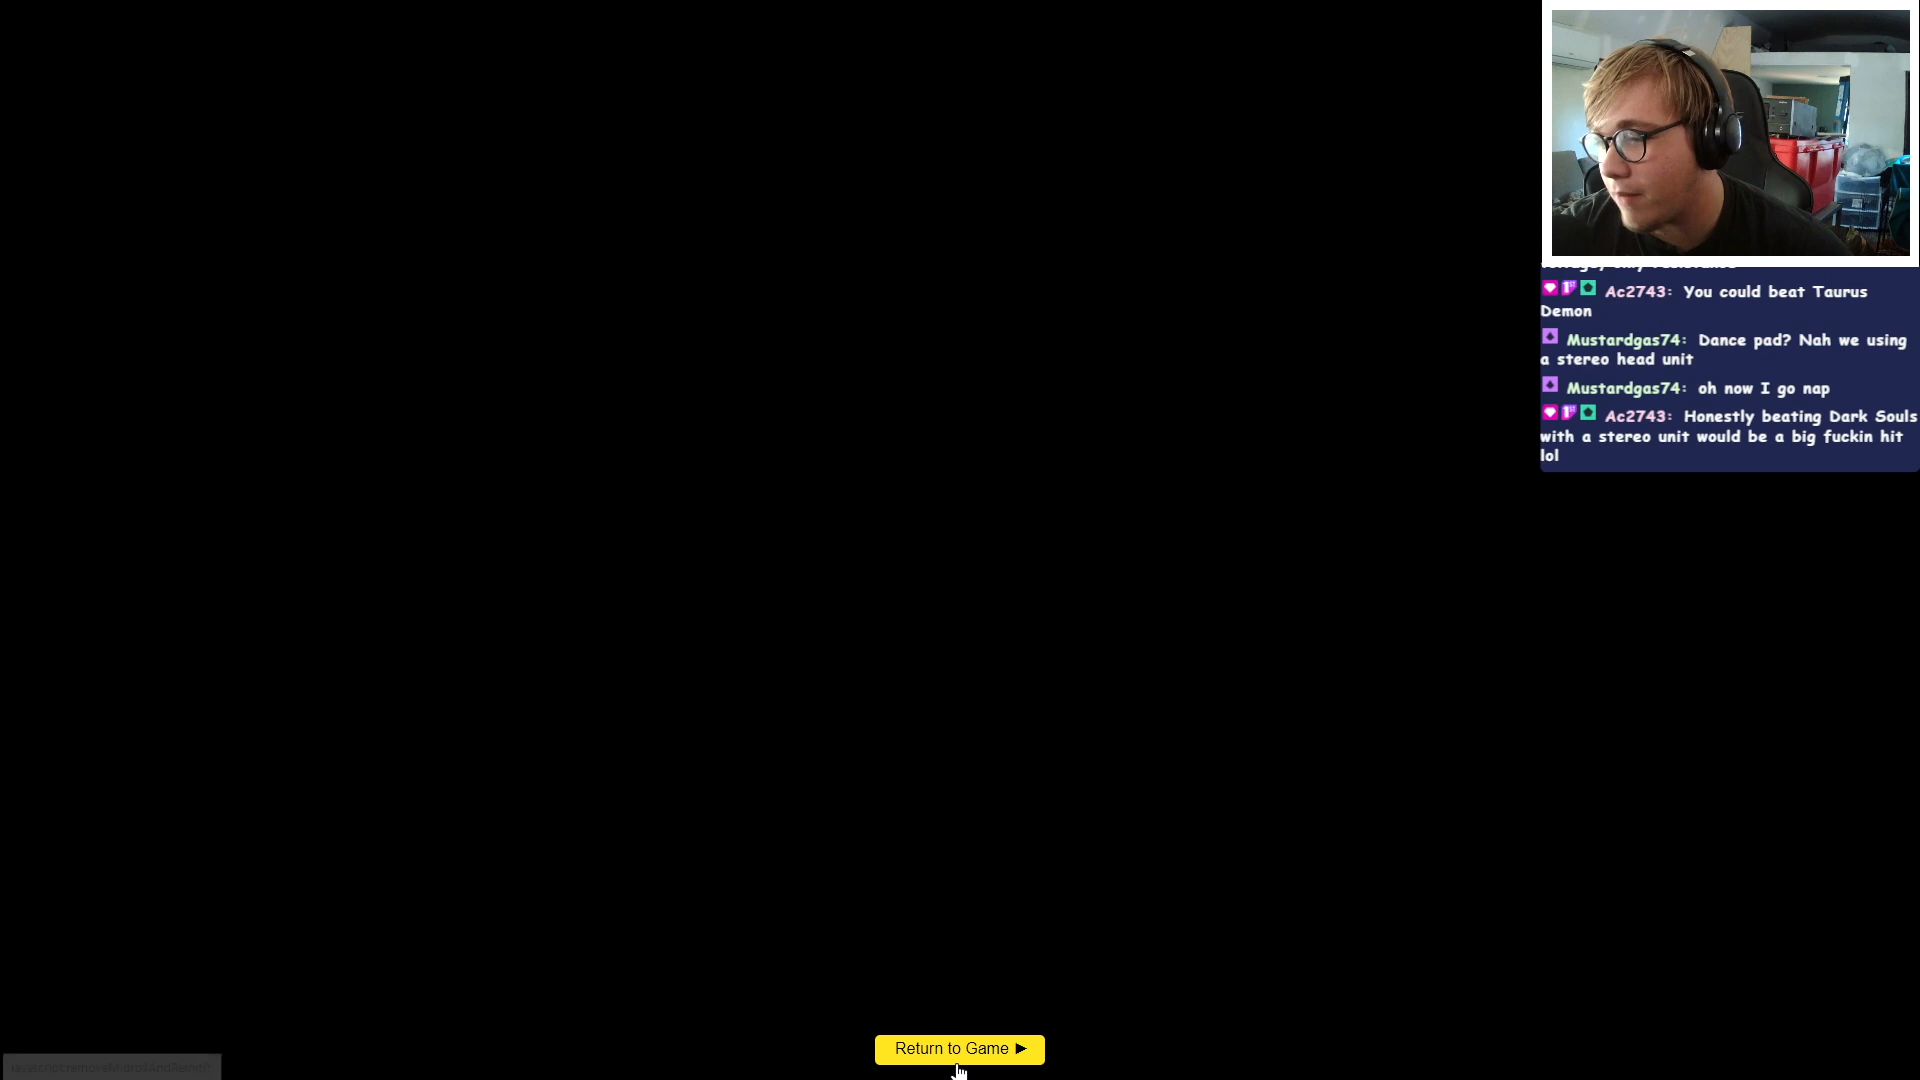 Ac2743: You could beat Taurus
Demon
Mustardgas74: Dance pad? Nah we using
a stereo head unit
Mustardgas74: oh now I go nap
Ac2743: Honestly beating Dark Souls
with a stereo unit would be a big fuckin hit
lol
Return to Game ►